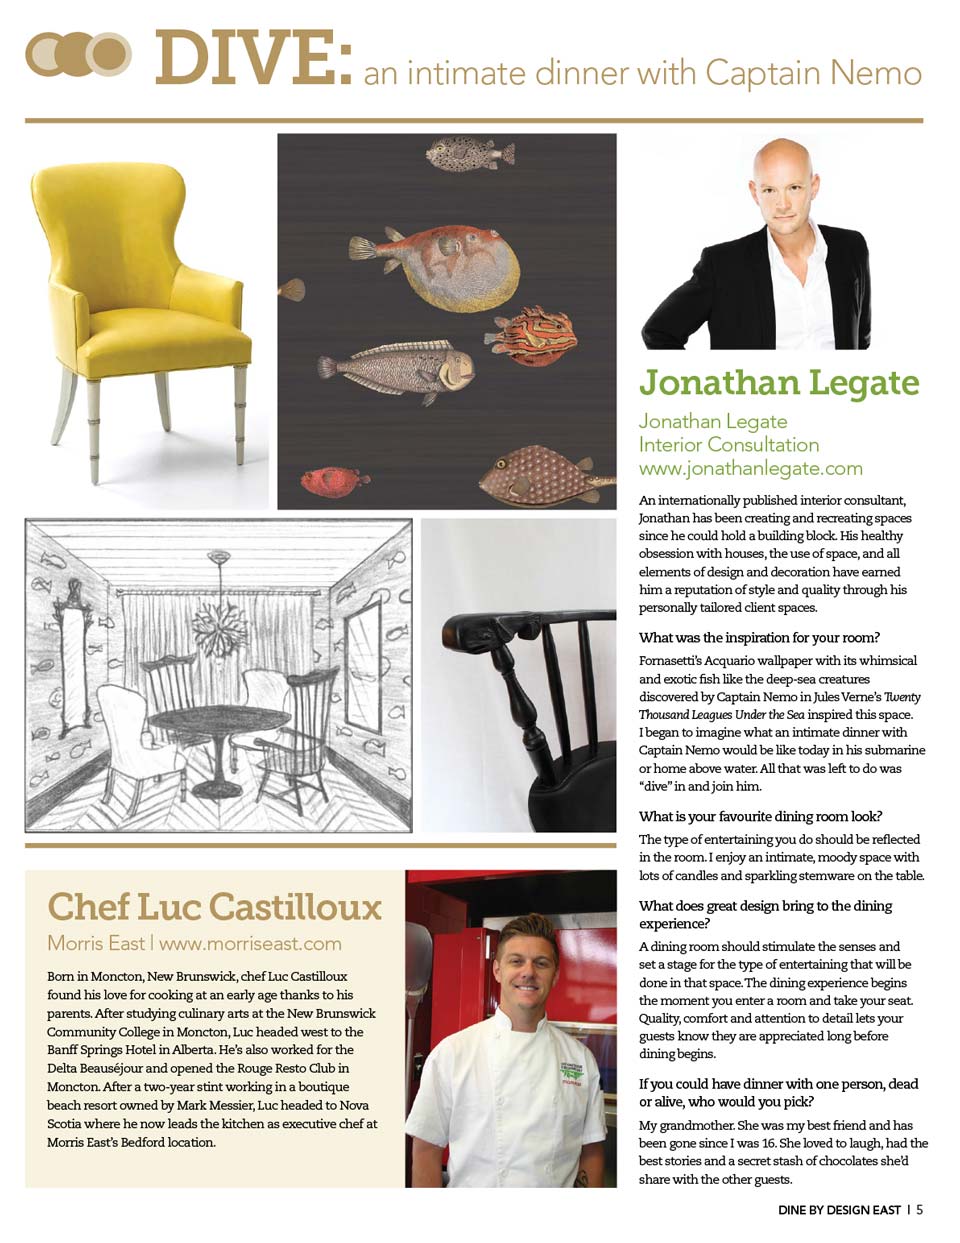 DIVE: an intimate dinner with Captain Nemo
Jonathan Legate
Jonathan Legate
Interior Consultation
www.jonathanlegate.com
An internationally published interior consultant,
Jonathan has been creating and recreating spaces
since he could hold a building block. His healthy
obsession with houses, the use of space, and all
elements of design and decoration have earned
him a reputation of style and quality through his
personally tailored client spaces.
What was the inspiration for your room?
Fornasetti's Acquario wallpaper with its whimsical
and exotic fish like the deep-sea creatures
discovered by Captain Nemo in Jules Verne's Twenty
Thousand Leagues Under the Sea inspired this space.
I began to imagine what an intimate dinner with
Captain Nemo would be like today in his submarine
or home above water. All that was left to do was
"dive" in and join him.
What is your favourite dining room look?
The type of entertaining you do should be reflected
in the room. I enjoy an intimate, moody space with
lots of candles and sparkling stemware on the table.
What does great design bring to the dining
experience?
A dining room should stimulate the senses and
set a stage for the type of entertaining that will be
done in that space. The dining experience begins
the moment you enter a room and take your seat.
Quality, comfort and attention to detail lets your
guests know they are appreciated long before
dining begins.
If you could have dinner with one person, dead
or alive, who would you pick?
My grandmother. She was my best friend and has
been gone since I was 16. She loved to laugh, had the
best stories and a secret stash of chocolates she'd
share with the other guests.
Chef Luc Castilloux
Morris East | www.morriseast.com
Born in Moncton, New Brunswick, chef Luc Castilloux
found his love for cooking at an early age thanks to his
parents. After studying culinary arts at the New Brunswick
Community College in Moncton, Luc headed west to the
Banff Springs Hotel in Alberta. He's also worked for the
Delta Beauséjour and opened the Rouge Resto Club in
Moncton. After a two-year stint working in a boutique
beach resort owned by Mark Messier, Luc headed to Nova
Scotia where he now leads the kitchen as executive chef at
Morris East's Bedford location.
DINE BY DESIGN EAST | 5